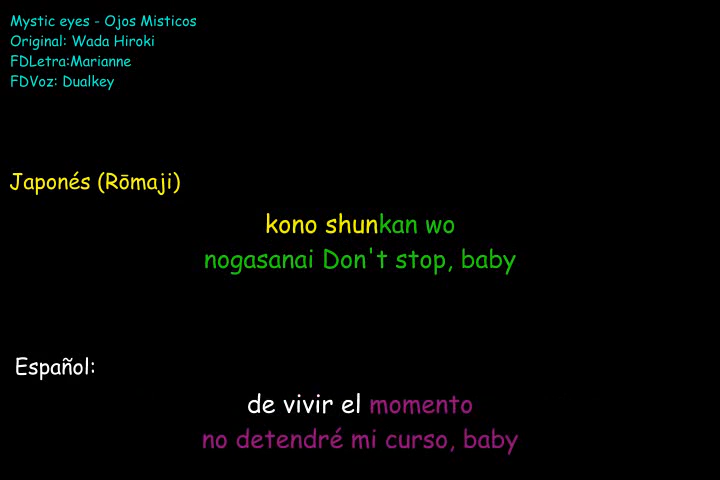 Mystic eyes - Ojos Misticos
Original: Wada Hiroki
FDLetra:Marianne
FDVoz: Dualkey
Japonés (Rōmaji)
kono shunkan wo
nogasanai Don't stop, baby
Español:
de vivir el momento
no detendré mi curso, baby